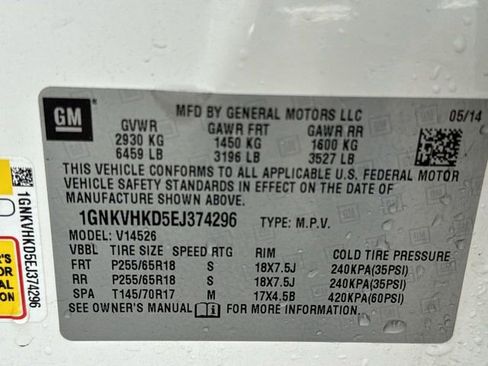 GM
MFD BY GENERAL MOTORS LLC
05/14
GVWR GAWR FRT GAWR RR
2930 KG 1450 KG 1600 KG
6459 LB 3196 LB 3527 LB
THIS VEHICLE CONFORMS TO ALL APPLICABLE U.S. FEDERAL MOTOR
VEHICLE SAFETY STANDARDS IN EFFECT ON THE DATE OF
MANUFACTURE SHOWN ABOVE.
1GNKVHKD5EJ374296 TYPE: M.P.V.
MODEL: V14526
VBBL TIRE SIZE SPEED RTG RIM COLD TIRE PRESSURE
FRT P255/65R18 S 18X7.5J 240KPA(35PSI)
RR P255/65R18 S 18X7.5J 240KPA(35PSI)
SPA T145/70R17 M 17X4.5B 420KPA(60PSI)
SEE OWNER'S MANUAL FOR MORE INFORMATION.
1GNKVHKD5EJ374296